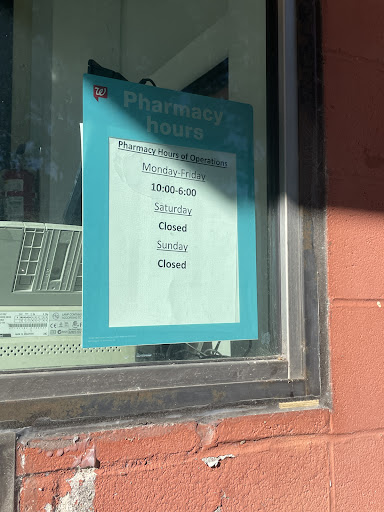 Pharmacy
hours
Pharmacy Hours of Operations
Monday-Friday
10:00-6:00
Saturday
Closed
Sunday
Closed